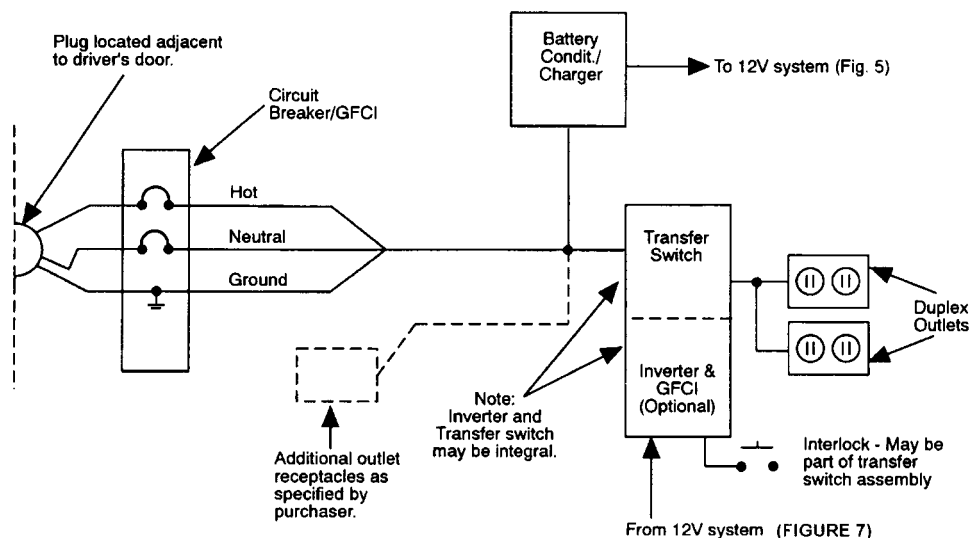 Plug located adjacent
to driver's door.
Circuit
Breaker/GFCI
Battery
Condit./
Charger
To 12V system (Fig. 5)
Hot
Neutral
Ground
Transfer
Switch
Duplex
Outlets
Inverter &
GFCI
(Optional)
Note:
Inverter and
Transfer switch
may be integral.
Additional outlet
receptacles as
specified by
purchaser.
Interlock - May be
part of transfer
switch assembly
From 12V system (FIGURE 7)